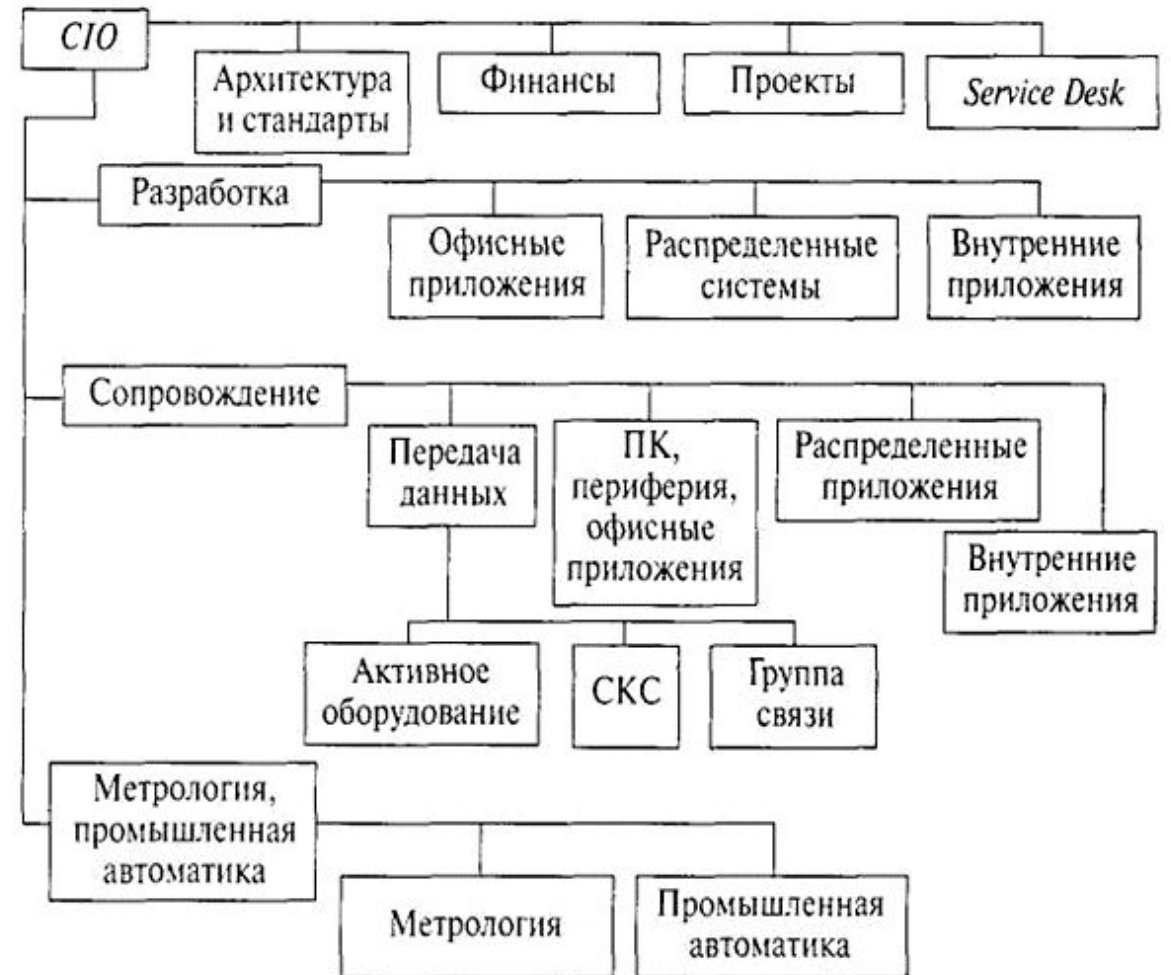 CIO
Архитектура
и стандарты
Финансы
Проекты
Service Desk
Разработка
Офисные
приложения
Распределенные
системы
Внутренние
приложения
Сопровождение
Передача
данных
ПК,
периферия,
офисные
приложения
Распределенные
приложения
Внутренние
приложения
Активное
оборудование
СКС
Группа
связи
Метрология,
промышленная
автоматика
Метрология
Промышленная
автоматика